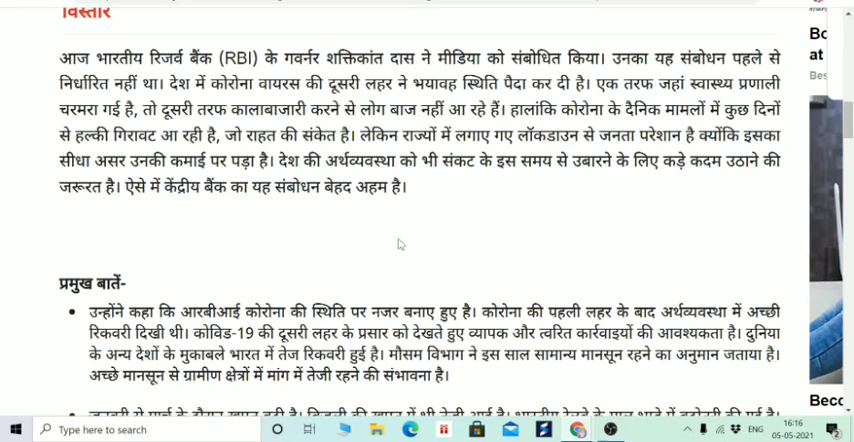 विस्तार
आज भारतीय रिजर्व बैंक (RBI) के गवर्नर शक्तिकांत दास ने मीडिया को संबोधित किया। उनका यह संबोधन पहले से
निर्धारित नहीं था। देश में कोरोना वायरस की दूसरी लहर ने भयावह स्थिति पैदा कर दी है। एक तरफ जहां स्वास्थ्य प्रणाली
चरमरा गई है, तो दूसरी तरफ कालाबाजारी करने से लोग बाज नहीं आ रहे हैं। हालांकि कोरोना के दैनिक मामलों में कुछ दिनों
से हल्की गिरावट आ रही है, जो राहत की संकेत है। लेकिन राज्यों में लगाए गए लॉकडाउन से जनता परेशान है क्योंकि इसका
सीधा असर उनकी कमाई पर पड़ा है। देश की अर्थव्यवस्था को भी संकट के इस समय से उबारने के लिए कड़े कदम उठाने की
जरूरत है। ऐसे में केंद्रीय बैंक का यह संबोधन बेहद अहम है।
प्रमुख बातें-
उन्होंने कहा कि आरबीआई कोरोना की स्थिति पर नजर बनाए हुए है। कोरोना की पहली लहर के बाद अर्थव्यवस्था में अच्छी
रिकवरी दिखी थी। कोविड-19 की दूसरी लहर के प्रसार को देखते हुए व्यापक और त्वरित कार्रवाइयों की आवश्यकता है। दुनिया
के अन्य देशों के मुकाबले भारत में तेज रिकवरी हुई है। मौसम विभाग ने इस साल सामान्य मानसून रहने का अनुमान जताया है।
अच्छे मानसून से ग्रामीण क्षेत्रों में मांग में तेजी रहने की संभावना है।
Bo
at
Bes
Becc
Type here to search
ENG
16:16
05-05-2021
2